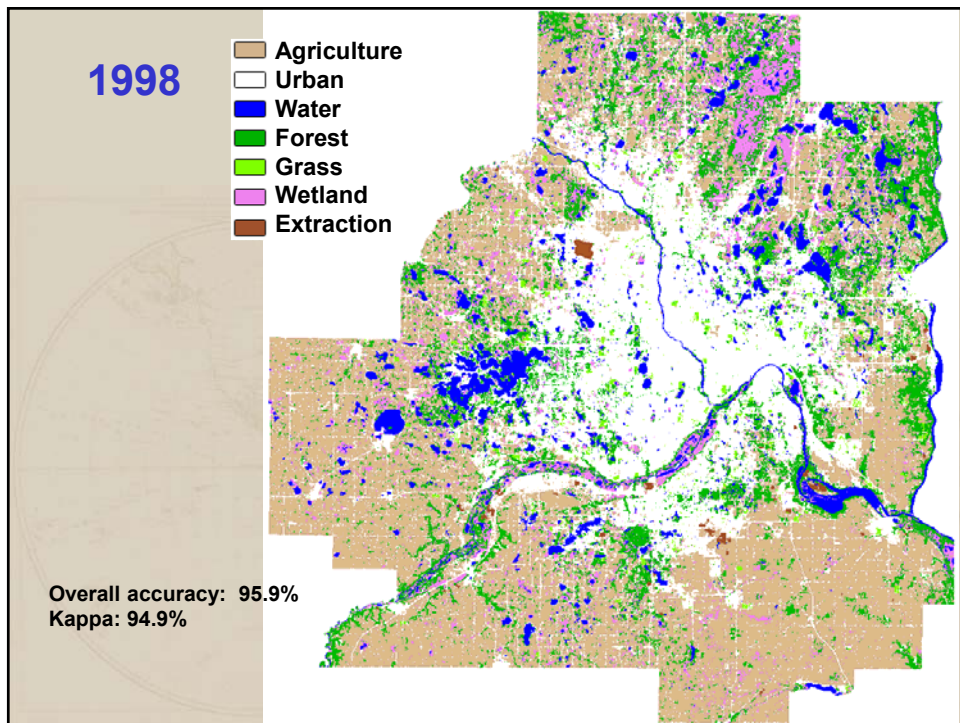 1998
Agriculture
Urban
Water
Forest
Grass
Wetland
Extraction
Overall accuracy: 95.9%
Kappa: 94.9%